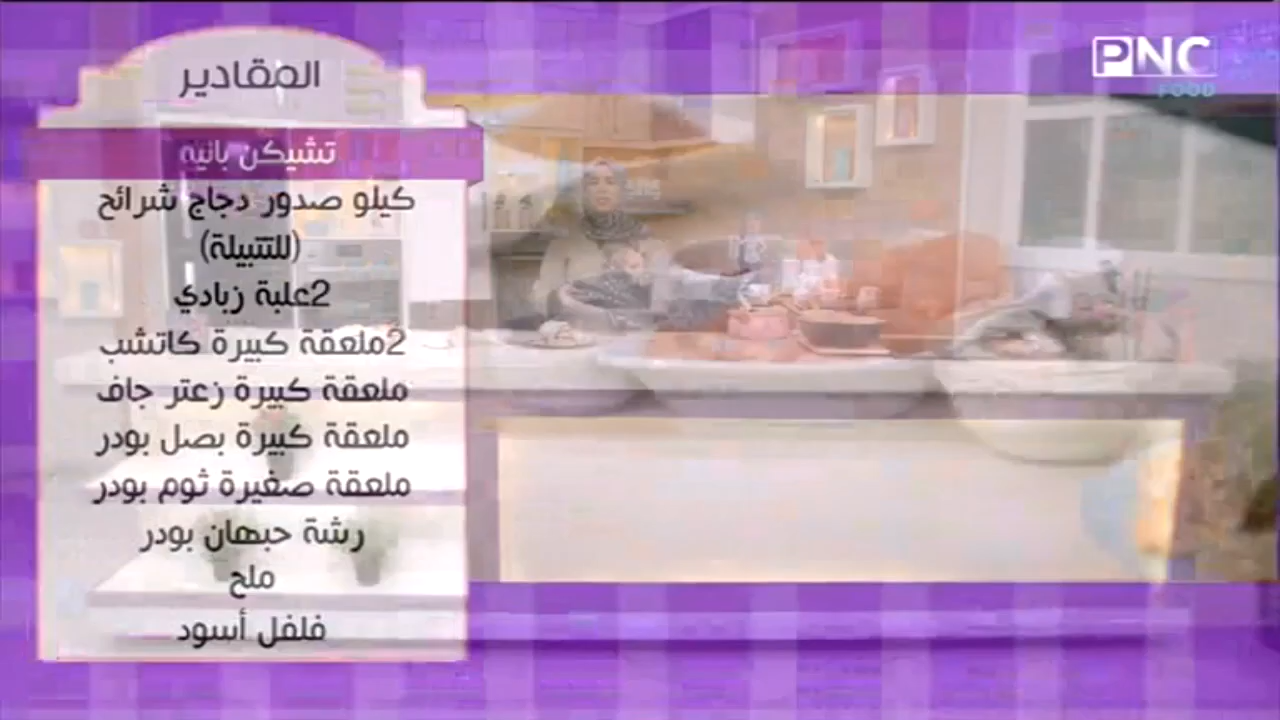 PNC
FOOD
المقادير
تشيكن بانيه
كيلو صدور دجاج شرائح
(للتتبيلة)
2علبة زبادي
2ملعقة كبيرة كاتشب
ملعقة كبيرة زعتر جاف
ملعقة كبيرة بصل بودر
ملعقة صغيرة ثوم بودر
رشة حبهان بودر
ملح
فلفل أسود